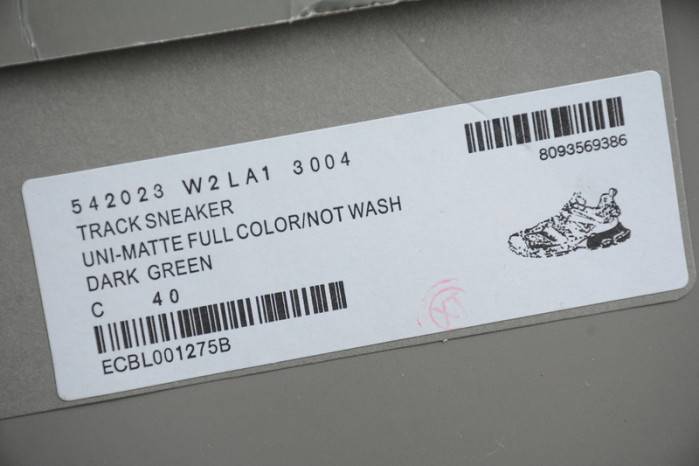 542023 W2LA1 3004
TRACK SNEAKER
UNI-MATTE FULL COLOR/NOT WASH
DARK GREEN
C 40
ECBL001275B
8093569386